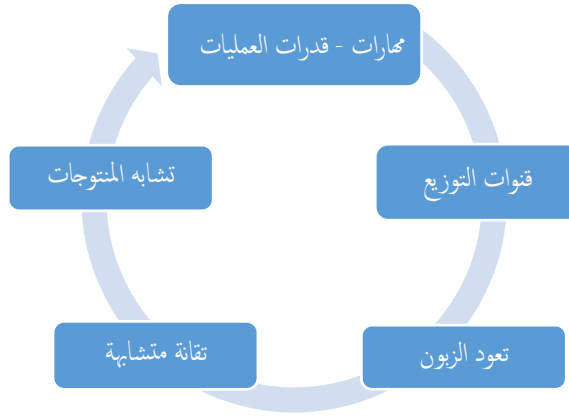 مهارات - قدرات العمليات
قنوات التوزيع
تعود الزبون
تقانة متشابهة
تشابه المنتوجات